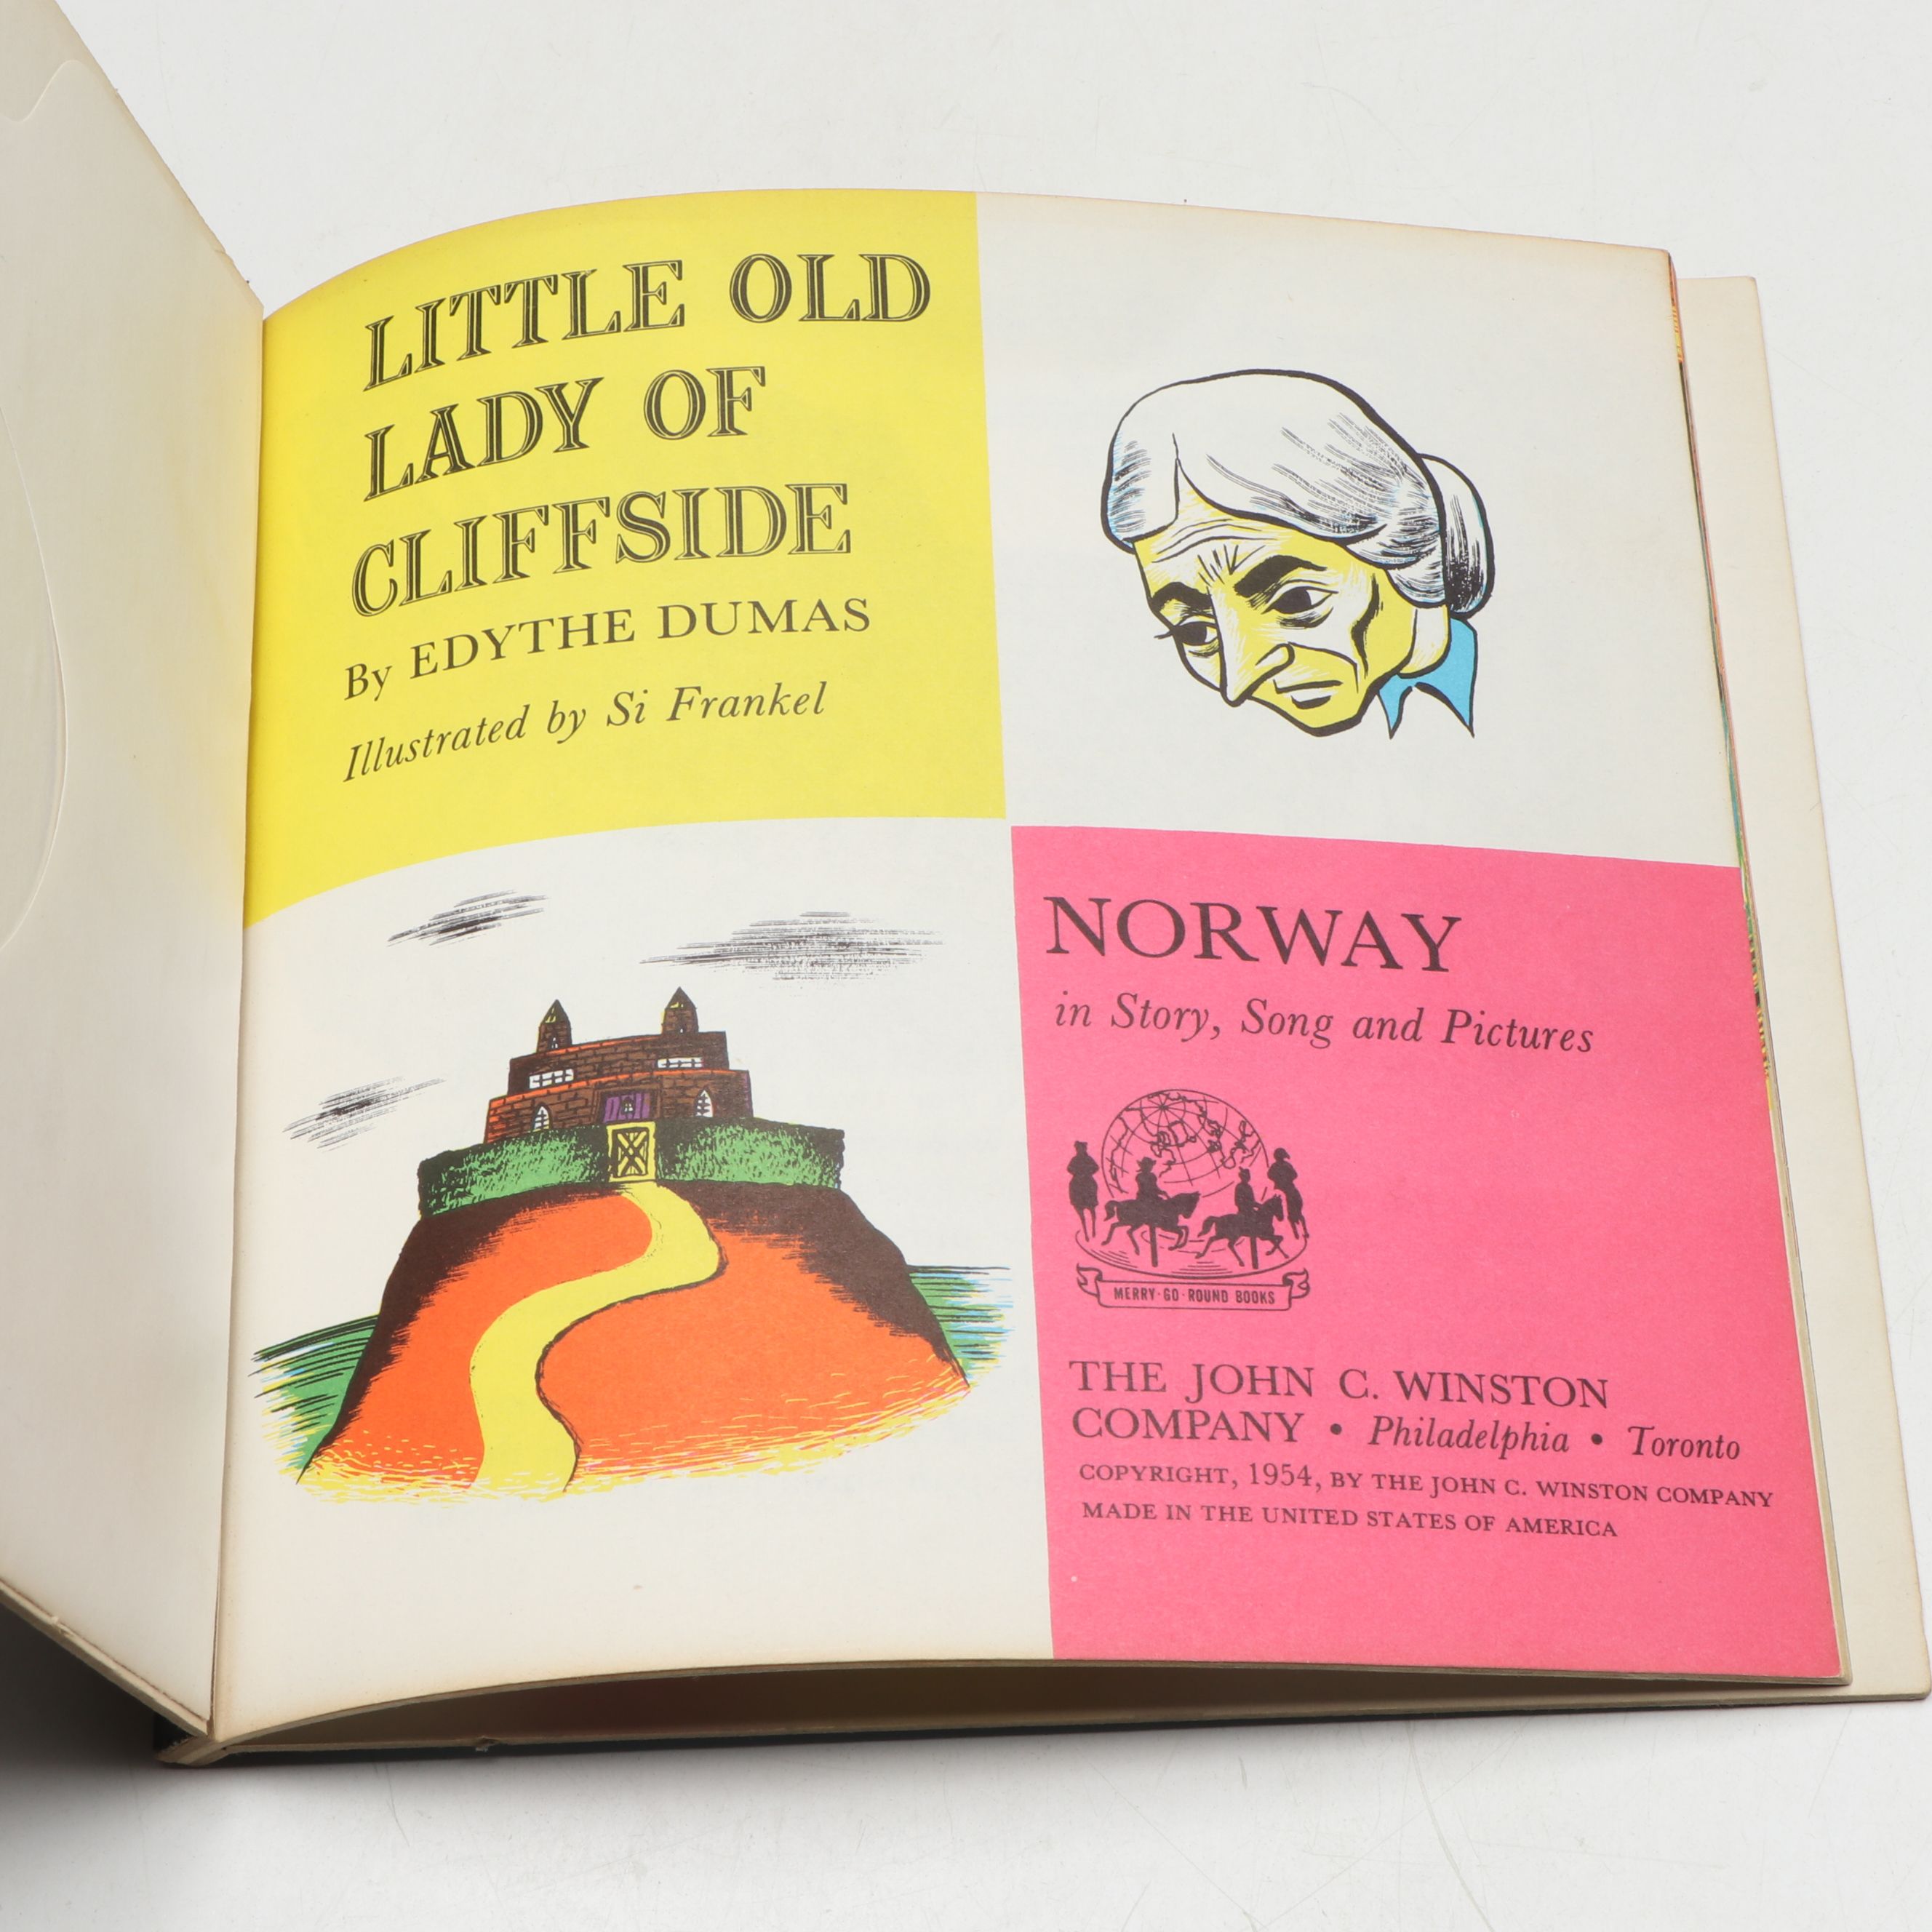 LITTLE OLD
LADY OF
CLIFFSIDE
By EDYTHE DUMAS
Illustrated by Si Frankel
NORWAY
in Story, Song and Pictures
MERRY·GO·ROUND BOOKS
THE JOHN C. WINSTON
COMPANY • Philadelphia • Toronto
COPYRIGHT, 1954, BY THE JOHN C. WINSTON COMPANY
MADE IN THE UNITED STATES OF AMERICA